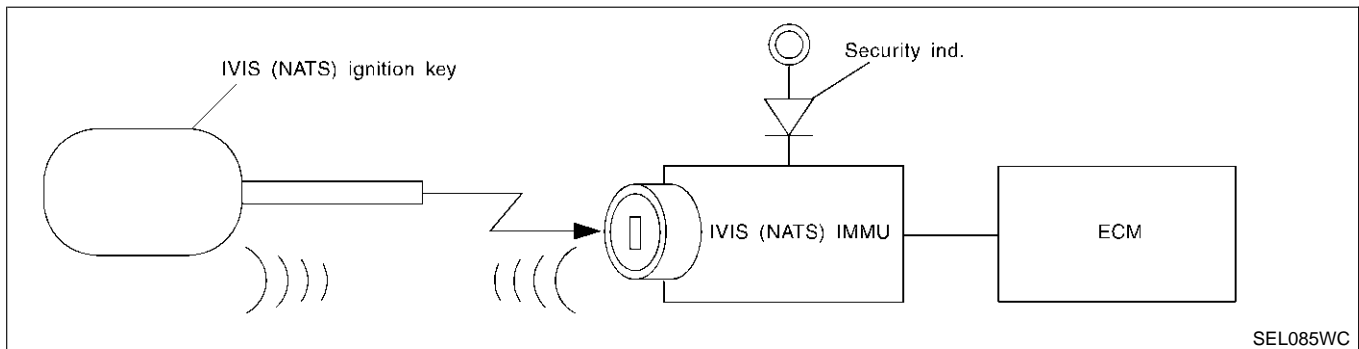 IVIS (NATS) ignition key
Security ind.
IVIS (NATS) IMMU
ECM
SEL085WC